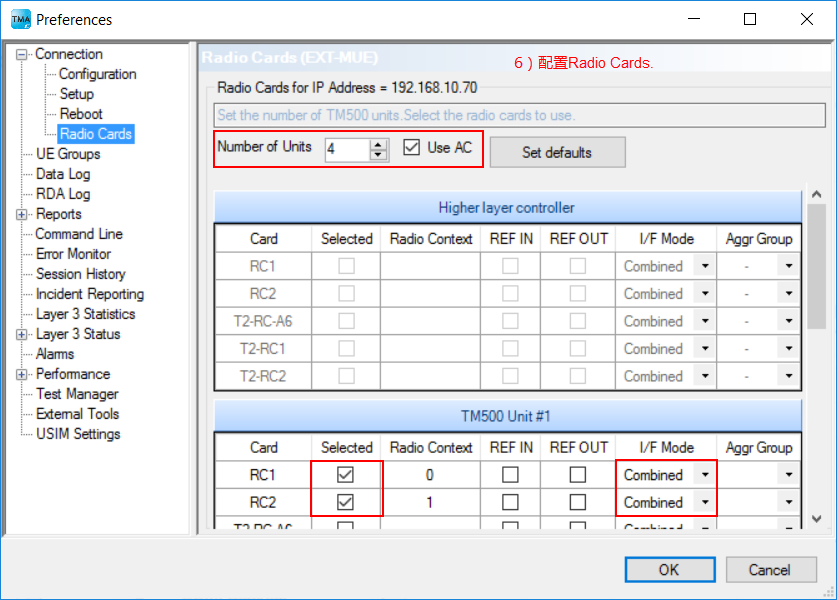 TMA Preferences
Connection
Configuration
Setup
Reboot
Radio Cards
UE Groups
Data Log
RDA Log
Reports
Command Line
Error Monitor
Session History
Incident Reporting
Layer 3 Statistics
Layer 3 Status
Alarms
Performance
Test Manager
External Tools
USIM Settings
Radio Cards (EXT-MUE)
6）配置Radio Cards.
Radio Cards for IP Address = 192.168.10.70
Set the number of TM500 units.Select the radio cards to use.
Number of Units 4 Use AC Set defaults
Higher layer controller
Card Selected Radio Context REF IN REF OUT I/F Mode Aggr Group
RC1 Combined -
RC2 Combined -
T2-RC-A6 Combined -
T2-RC1 Combined -
T2-RC2 Combined -
TM500 Unit #1
Card Selected Radio Context REF IN REF OUT I/F Mode Aggr Group
RC1 0 Combined
RC2 1 Combined
T2-RC-A6 Combined
OK Cancel